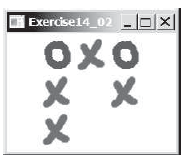 Exercise14_02
O X O
X X
X